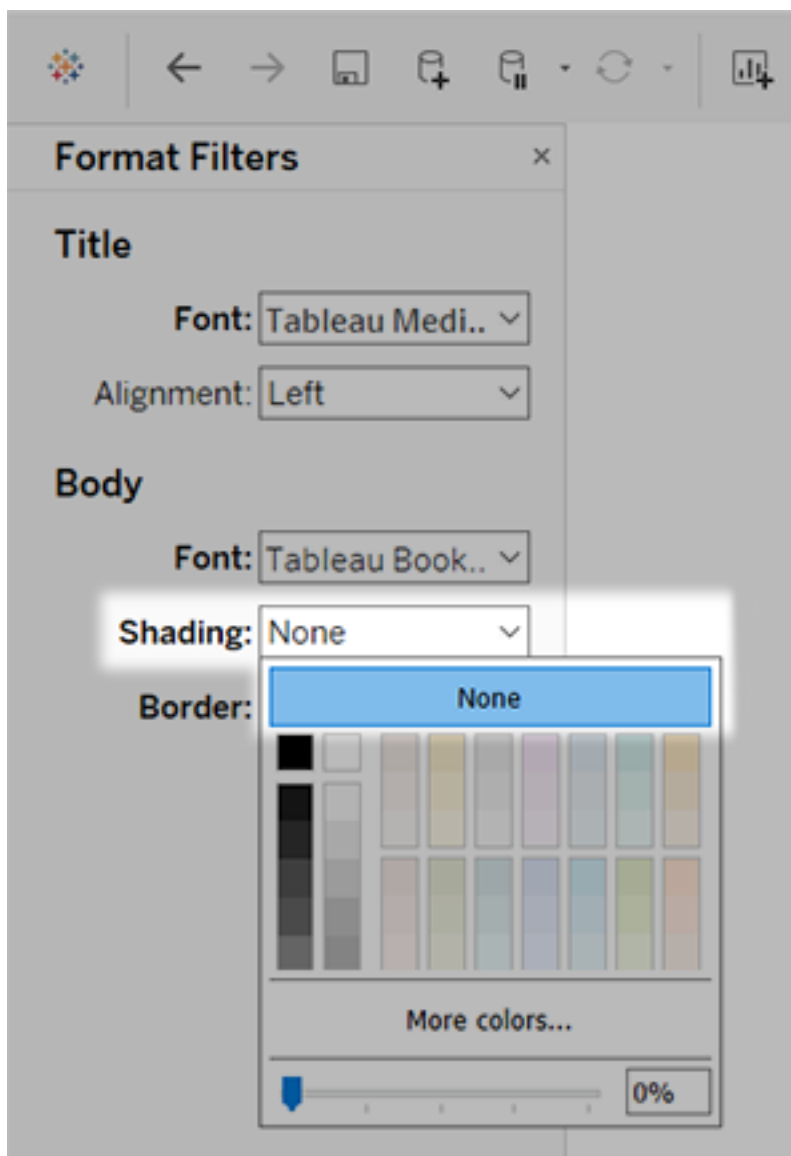 Format Filters ×
Title
Font: Tableau Medi..
Alignment: Left
Body
Font: Tableau Book..
Shading: None
Border:
None
More colors...
0%